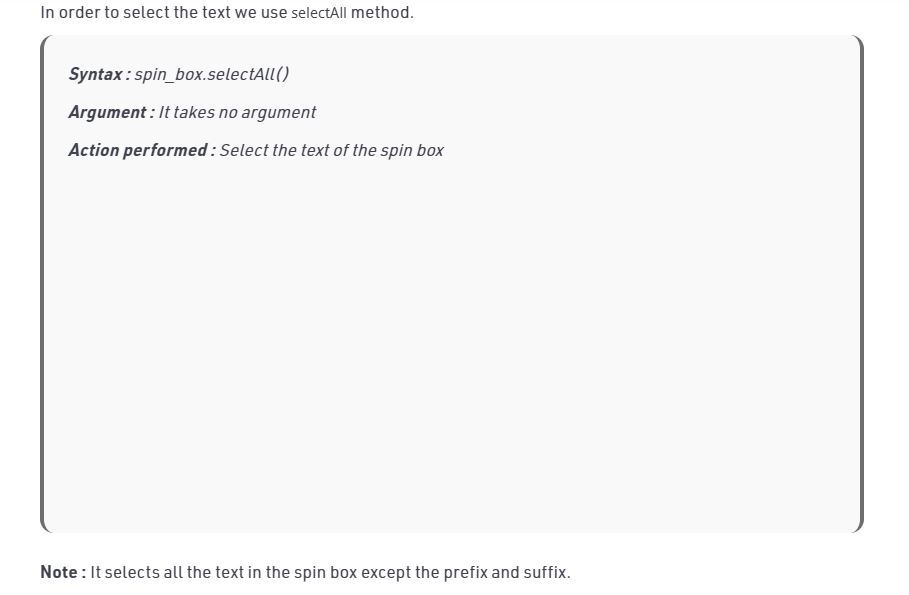 In order to select the text we use selectAll method.
Syntax : spin_box.selectAll()
Argument : It takes no argument
Action performed : Select the text of the spin box
Note : It selects all the text in the spin box except the prefix and suffix.